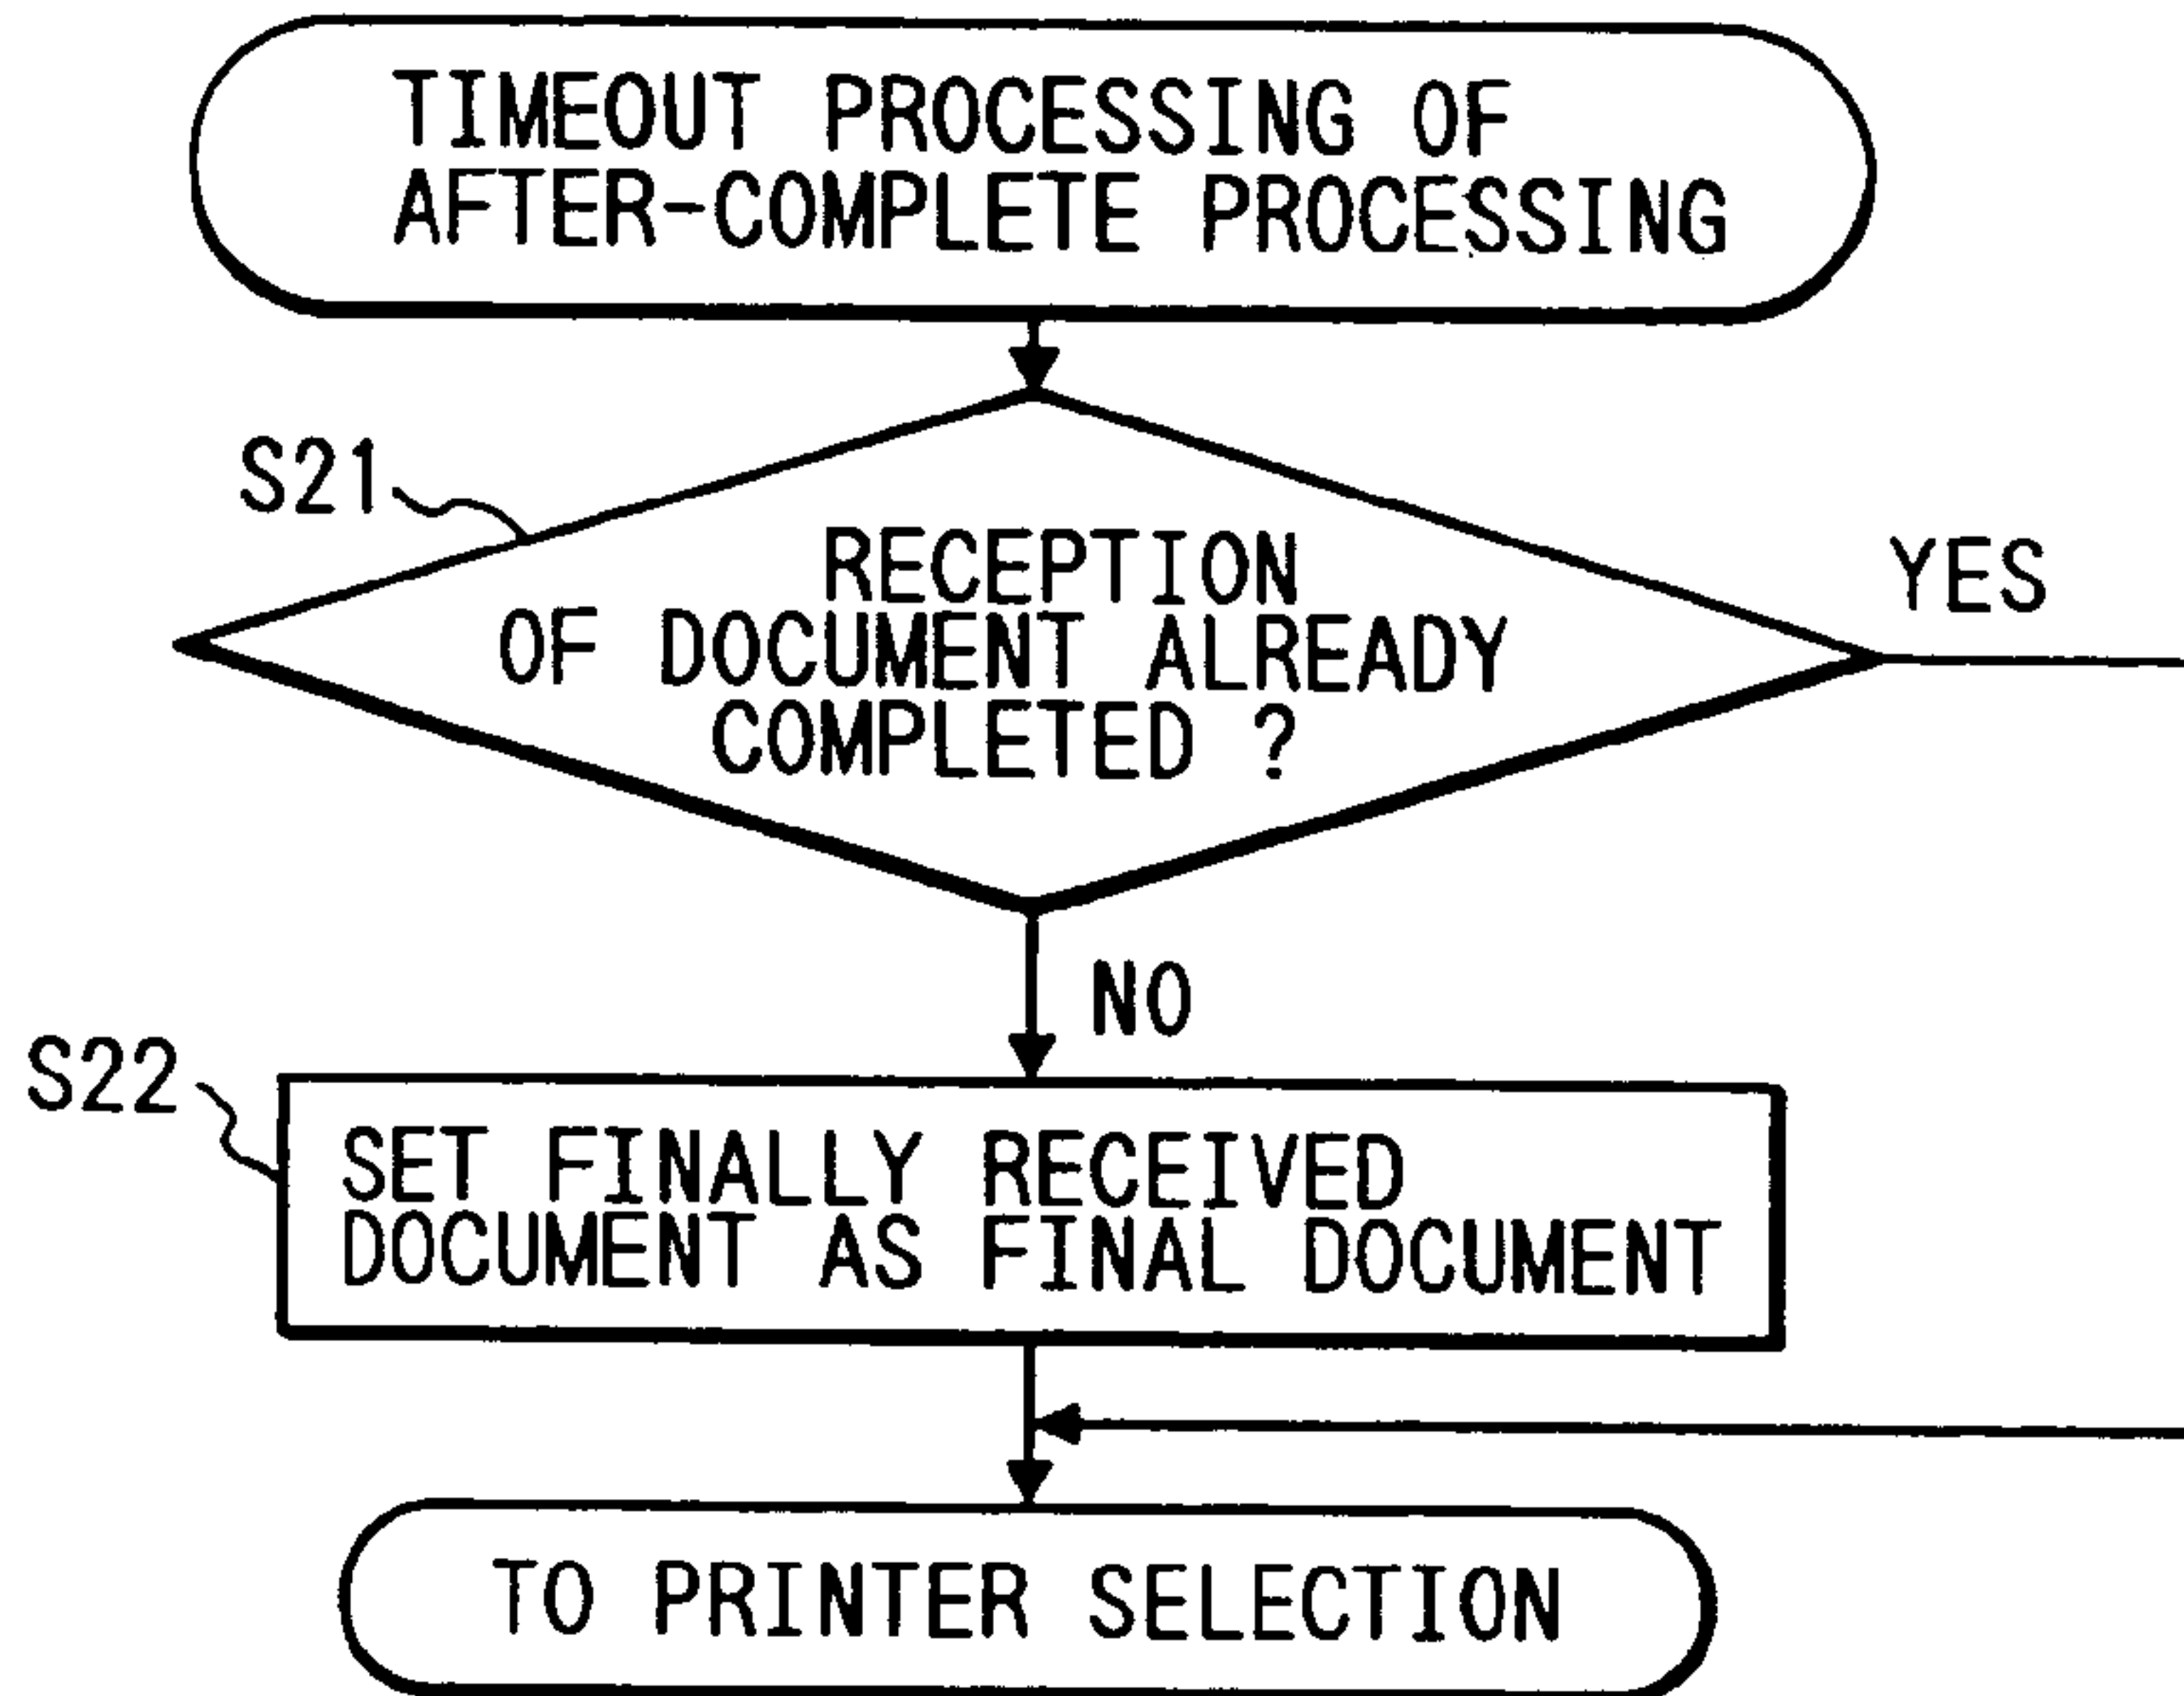 TIMEOUT PROCESSING OF
AFTER-COMPLETE PROCESSING
S21
RECEPTION
OF DOCUMENT ALREADY
COMPLETED ?
YES
NO
S22
SET FINALLY RECEIVED
DOCUMENT AS FINAL DOCUMENT
TO PRINTER SELECTION